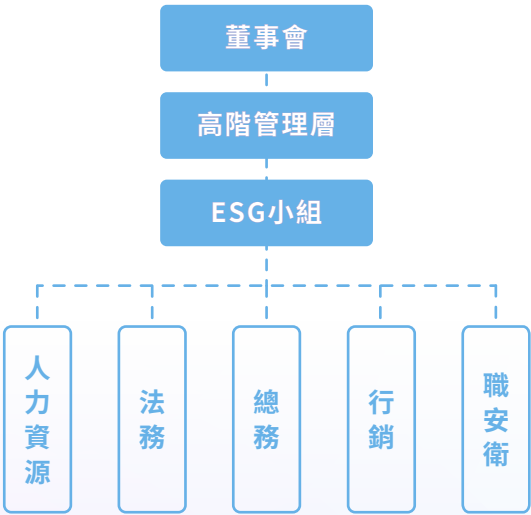 董事會
高階管理層
ESG小組
人力資源
法務
總務
行銷
職安衛